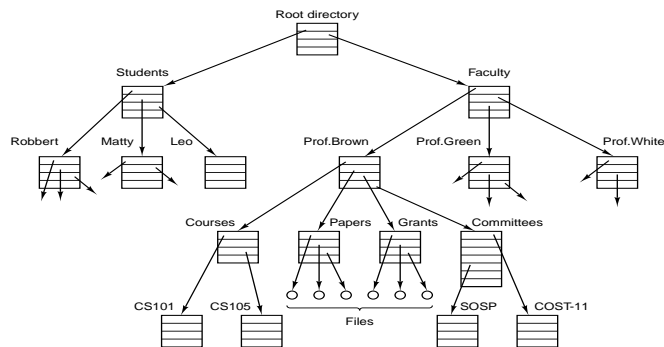 Root directory
Students
Faculty
Robbert
Matty
Leo
Prof.Brown
Prof.Green
Prof.White
Courses
Papers
Grants
Committees
CS101
CS105
Files
SOSP
COST-11